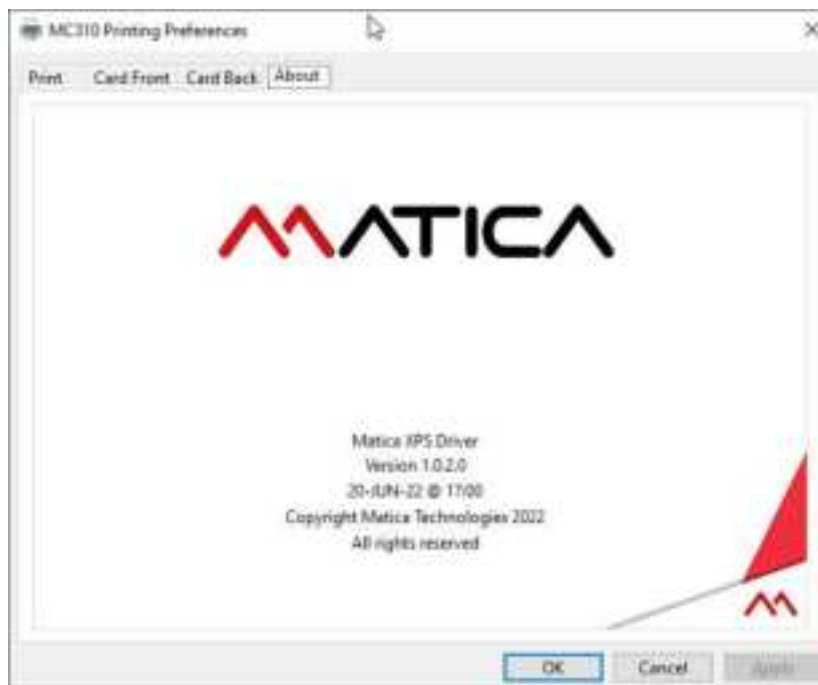 MC310 Printing Preferences
Print Card Front Card Back About
MATICA
Matica XPS Driver
Version 1.0.2.0
20-JUN-22 @ 17:00
Copyright Matica Technologies 2022
All rights reserved
OK Cancel Apply